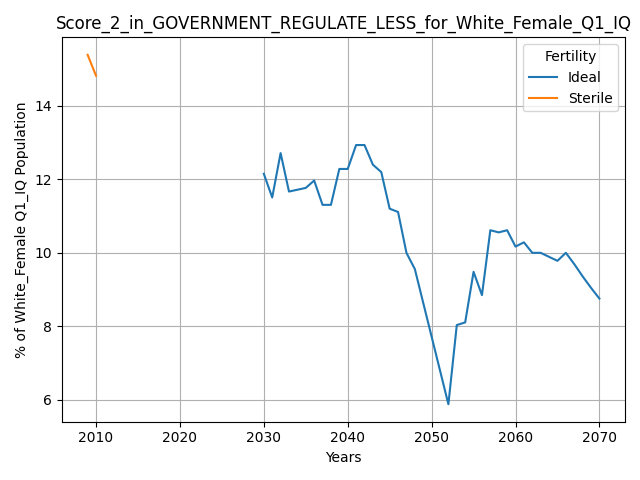 Score_2_in_GOVERNMENT_REGULATE_LESS_for_White_Female_Q1_IQ
Fertility
Ideal
Sterile
% of White_Female Q1_IQ Population
14
12
10
8
6
2010 2020 2030 2040 2050 2060 2070
Years